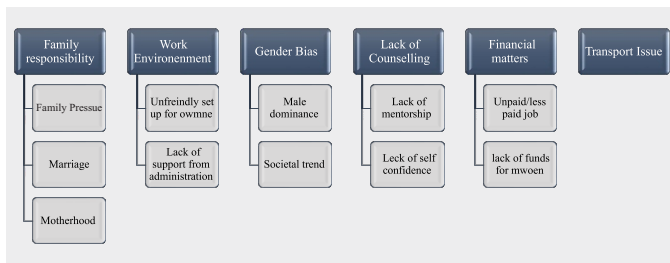 Family
responsibility
Family Pressue
Marriage
Motherhood
Work
Environenment
Unfreindly set
up for owmne
Lack of
support from
administration
Gender Bias
Male
dominance
Societal trend
Lack of
Counselling
Lack of
mentorship
Leck of self
confidence
Financial
matters
Unpaid/less
paid job
lack of funds
for mwoen
Transport Issue